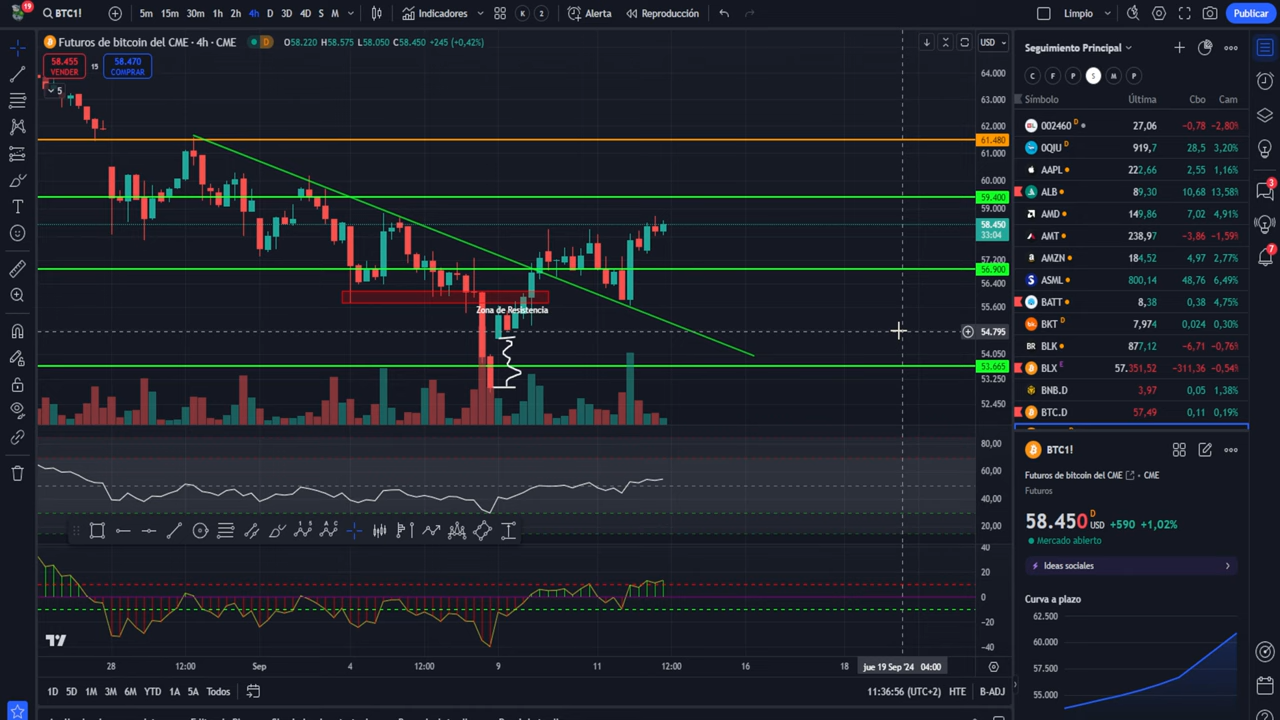 19 BTC1! 5m 15m 30m 1h 2h 4h D 3D 4D S M Indicadores K 2 Alerta Reproducción Limpio Publicar
Futuros de bitcoin del CME · 4h · CME D O58.220 H58.575 L58.050 C58.450 +245 (+0,42%)
USD
58.455
VENDER
15
58.470
COMPRAR
5
64.000
63.000
62.000
61.480
61.000
60.000
59.400
59.000
58.450
33:04
57.200
56.900
56.400
55.600
54.795
54.050
53.665
53.250
52.450
Zona de Resistencia
80,00
60,00
40,00
20,00
40
20
0
−20
−40
28 12:00 Sep 4 12:00 9 11 12:00 16 18 jue 19 Sep '24 04:00
1D 5D 1M 3M 6M YTD 1A 5A Todos 11:36:56 (UTC+2) HTE B-ADJ
Seguimiento Principal
C F P S M P
Símbolo Última Cbo Cam
002460 D 27,06 −0,78 −2,80%
0QIU D 919,7 28,5 3,20%
AAPL 222,66 2,55 1,16%
ALB 89,30 10,68 13,58%
AMD 149,86 7,02 4,91%
AMT 238,97 −3,86 −1,59%
AMZN 184,52 4,97 2,77%
ASML 800,14 48,76 6,49%
BATT 8,38 0,38 4,75%
BKT D 7,974 0,024 0,30%
BLK 877,12 −6,71 −0,76%
BLX E 57.351,52 −311,36 −0,54%
BNB.D 3,97 0,05 1,28%
BTC.D 57,49 0,11 0,19%
BTC1!
Futuros de bitcoin del CME • CME
Futuros
58.450 D USD +590 +1,02%
Mercado abierto
Ideas sociales
Curva a plazo
62.500
60.000
57.500
55.000
3
7